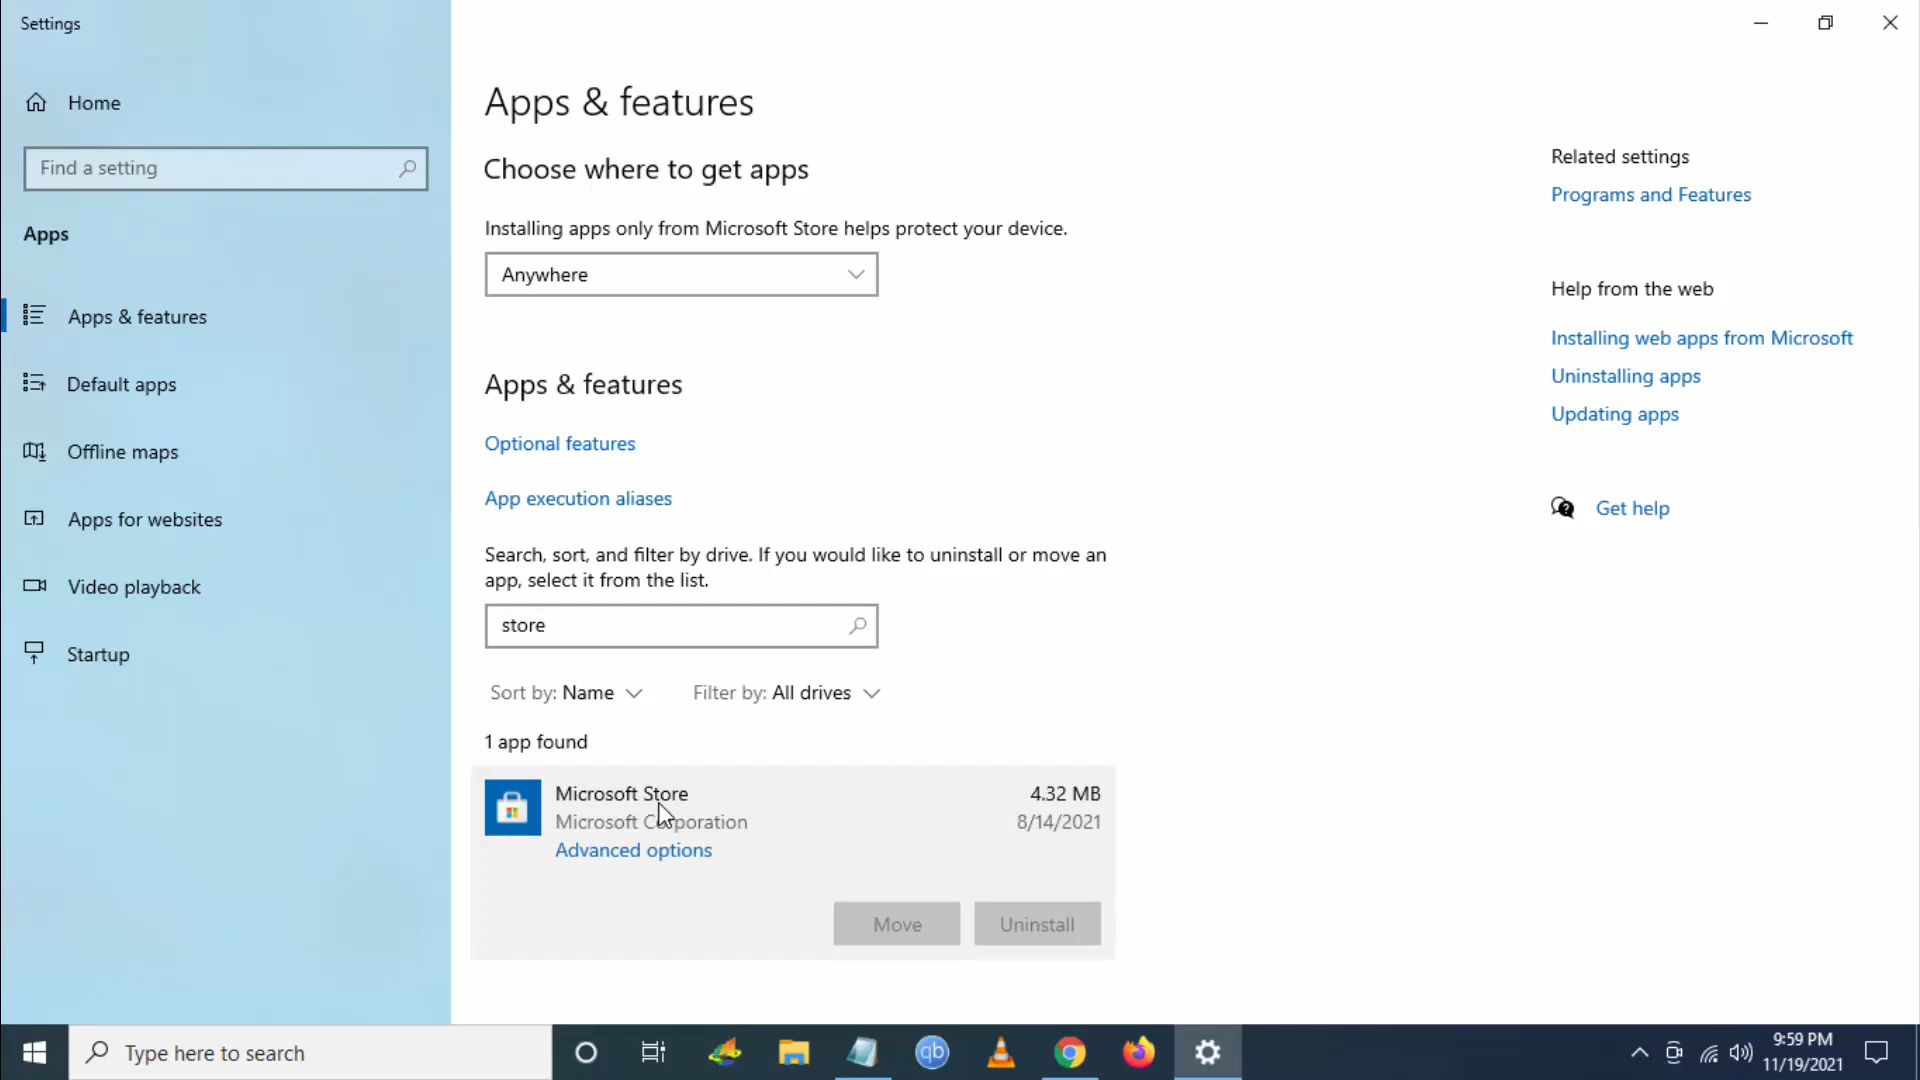 Settings
Home
Find a setting
Apps
Apps & features
Default apps
Offline maps
Apps for websites
Video playback
Startup
Apps & features
Choose where to get apps
Installing apps only from Microsoft Store helps protect your device.
Anywhere
Apps & features
Optional features
App execution aliases
Search, sort, and filter by drive. If you would like to uninstall or move an
app, select it from the list.
store
Sort by: Name
Filter by: All drives
1 app found
Microsoft Store
4.32 MB
Microsoft Corporation
8/14/2021
Advanced options
Move
Uninstall
Related settings
Programs and Features
Help from the web
Installing web apps from Microsoft
Uninstalling apps
Updating apps
Get help
Type here to search
qb
9:59 PM
11/19/2021